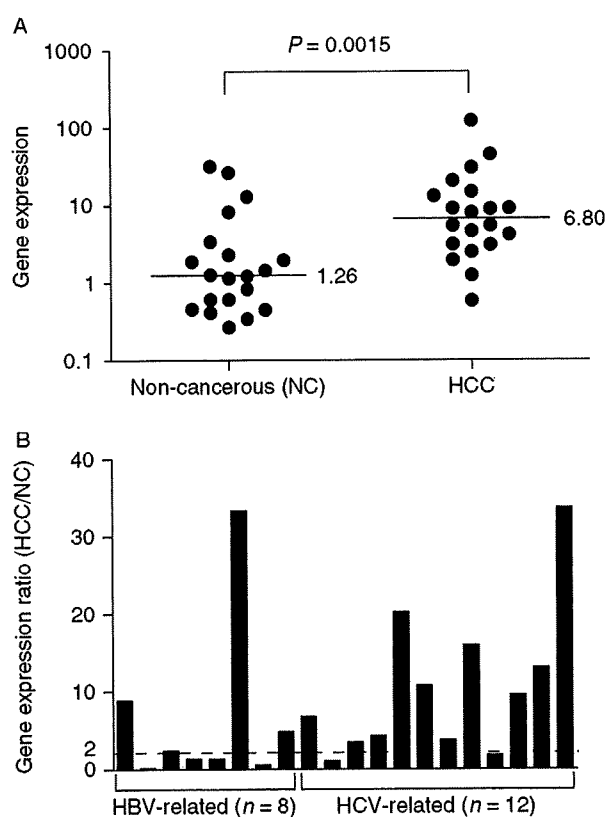 A
P = 0.0015
1000
100
10
1
0.1
Gene expression
1.26
6.80
Non-cancerous (NC)
HCC
B
Gene expression ratio (HCC/NC)
40
30
20
10
2
0
HBV-related (n = 8)
HCV-related (n = 12)